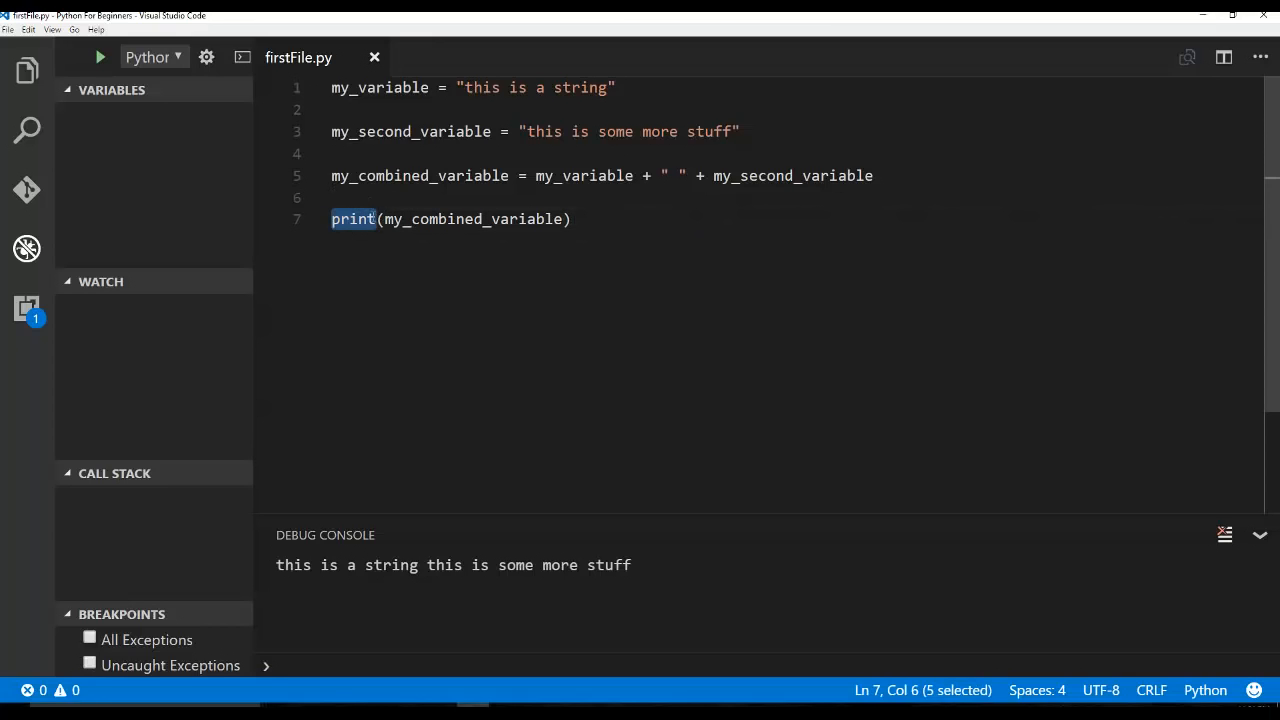 firstFile.py - Python For Beginners - Visual Studio Code
File Edit View Go Help
Python
firstFile.py
VARIABLES
WATCH
CALL STACK
BREAKPOINTS
All Exceptions
Uncaught Exceptions
1 my_variable = "this is a string"
2
3 my_second_variable = "this is some more stuff"
4
5 my_combined_variable = my_variable + " " + my_second_variable
6
7 print(my_combined_variable)
DEBUG CONSOLE
this is a string this is some more stuff
1
0 0
Ln 7, Col 6 (5 selected) Spaces: 4 UTF-8 CRLF Python